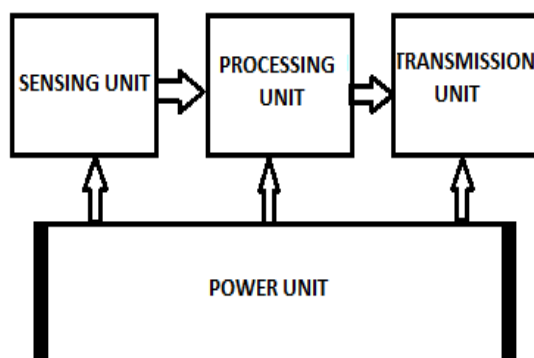 SENSING UNIT
PROCESSING
UNIT
TRANSMISSION
UNIT
POWER UNIT